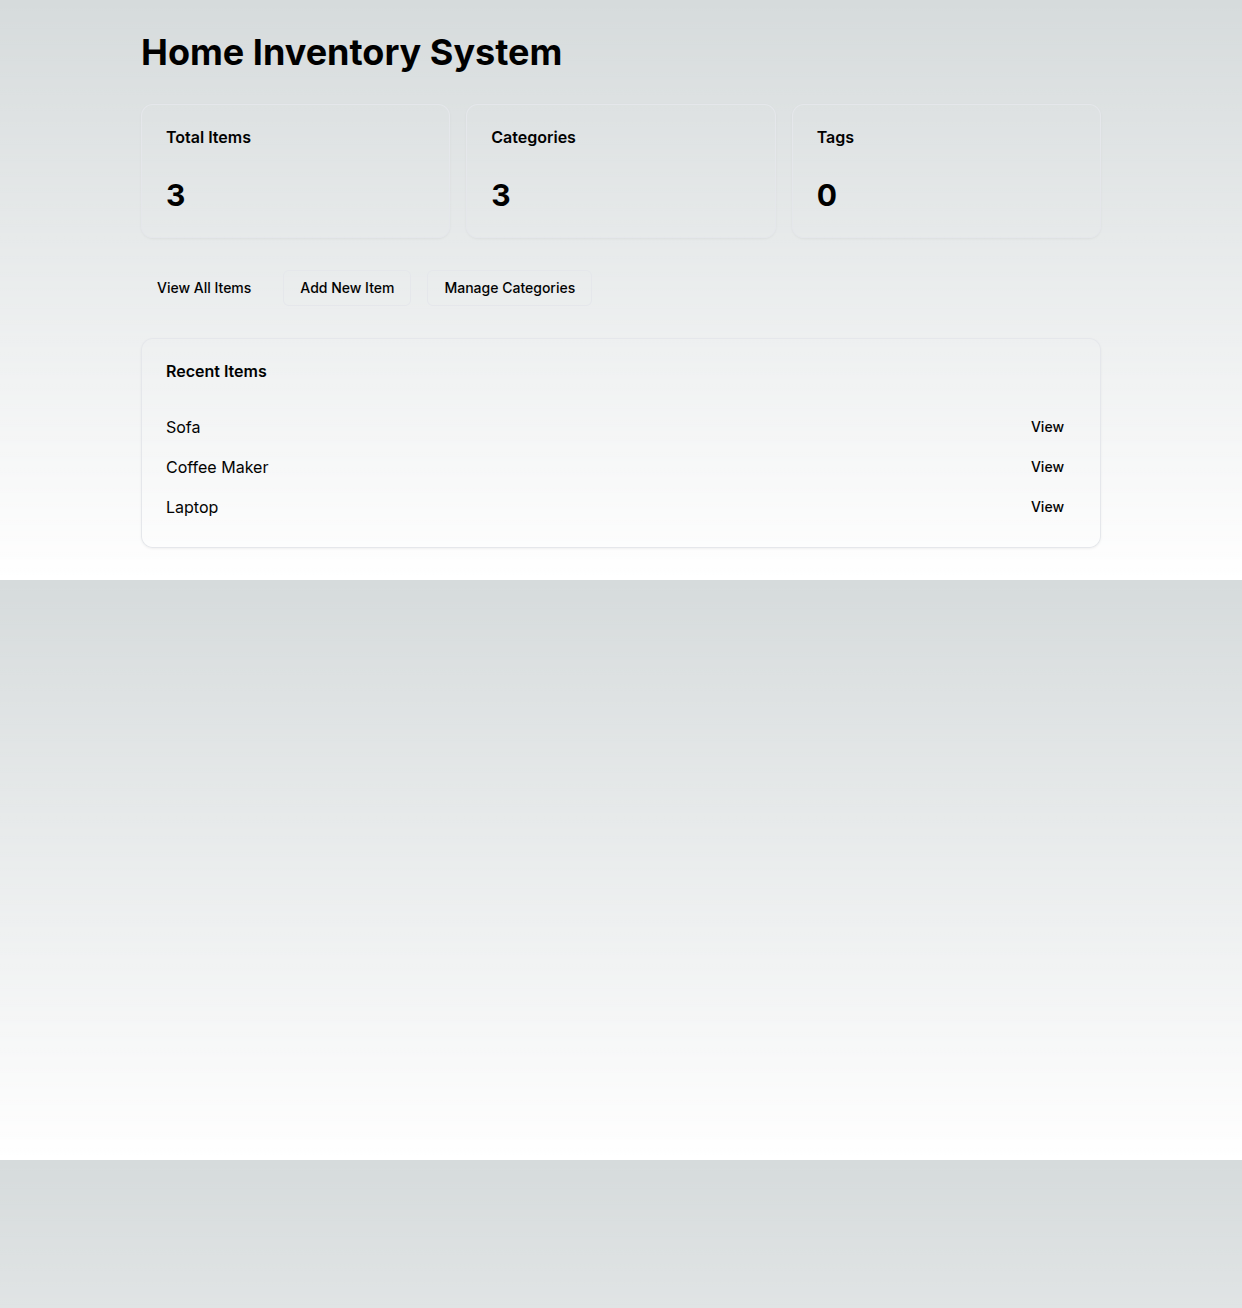 Home Inventory System
Total Items
Categories
Tags
3
3
0
View All Items
Add New Item
Manage Categories
Recent Items
Sofa
View
Coffee Maker
View
Laptop
View